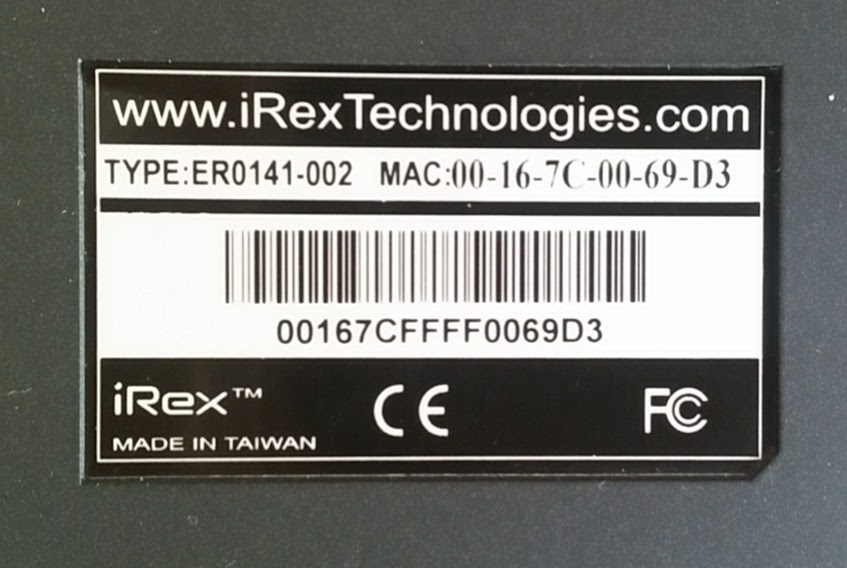 www.iRexTechnologies.com
TYPE:ER0141-002 MAC:00-16-7C-00-69-D3
00167CFFFF0069D3
iRex™ CE FC
MADE IN TAIWAN